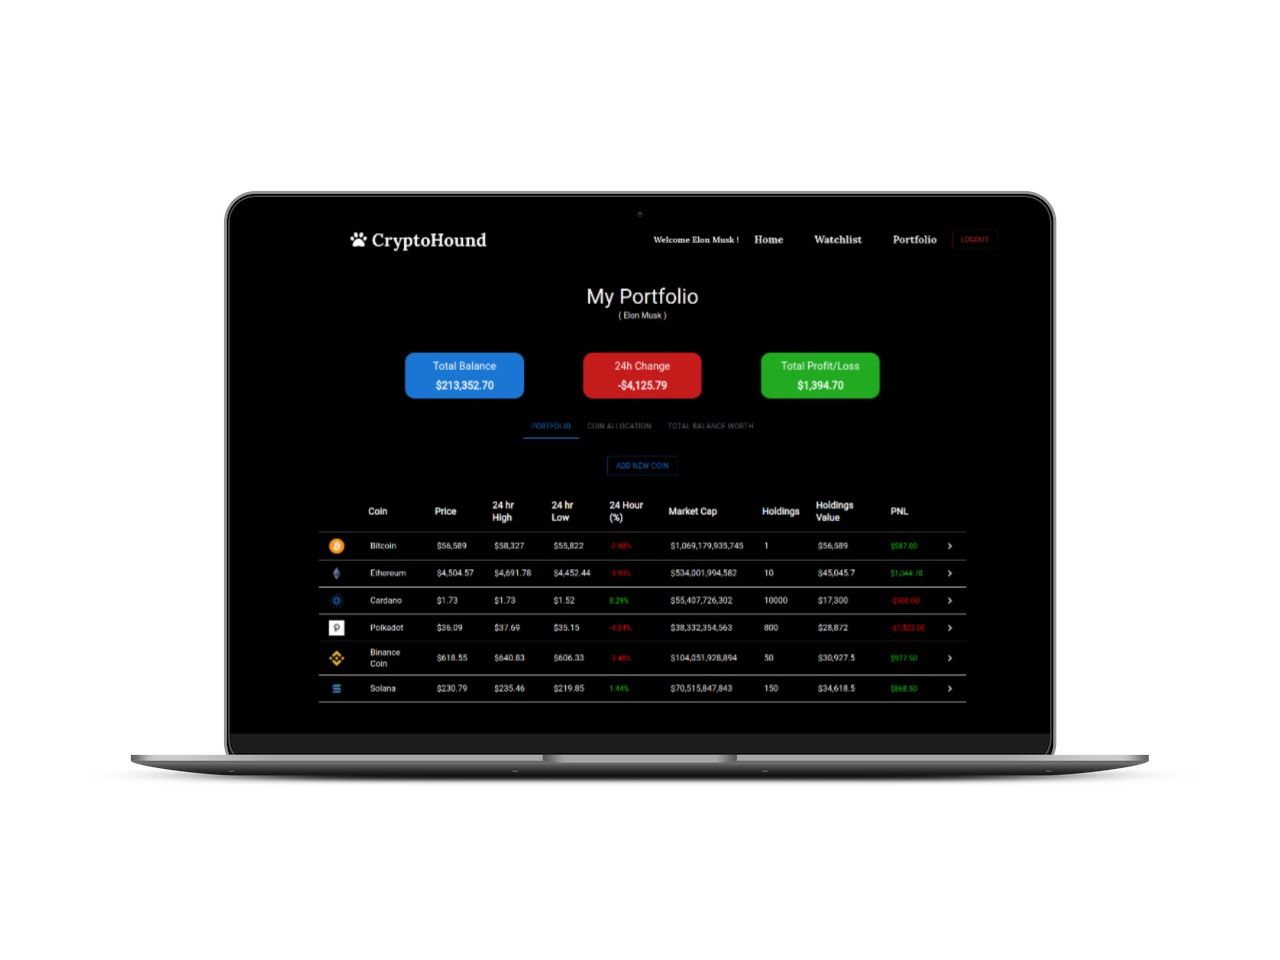 CryptoHound
Welcome Elon Musk !
Home
Watchlist
Portfolio
LOGOUT
My Portfolio
( Elon Musk )
Total Balance
$213,352.70
24h Change
-$4,125.79
Total Profit/Loss
$1,394.70
PORTFOLIO
COIN ALLOCATION
TOTAL BALANCE WORTH
ADD NEW COIN
Coin Price 24 hr High 24 hr Low 24 Hour (%) Market Cap Holdings Holdings Value PNL
Bitcoin $56,589 $58,327 $55,822 $1,069,179,935,745 1 $56,589 $587.00
Ethereum $4,504.57 $4,691.78 $4,452.44 $534,001,994,582 10 $45,045.7 $1,044.70
Cardano $1.73 $1.73 $1.52 8.29% $55,407,726,302 10000 $17,300 -$500.00
Polkadot $36.09 $37.69 $35.15 -4.04% $38,332,354,563 800 $28,872
Binance Coin $618.55 $640.83 $606.33 $104,051,928,894 50 $30,927.5 $927.50
Solana $230.79 $235.46 $219.85 1.44% $70,515,847,843 150 $34,618.5 $868.50